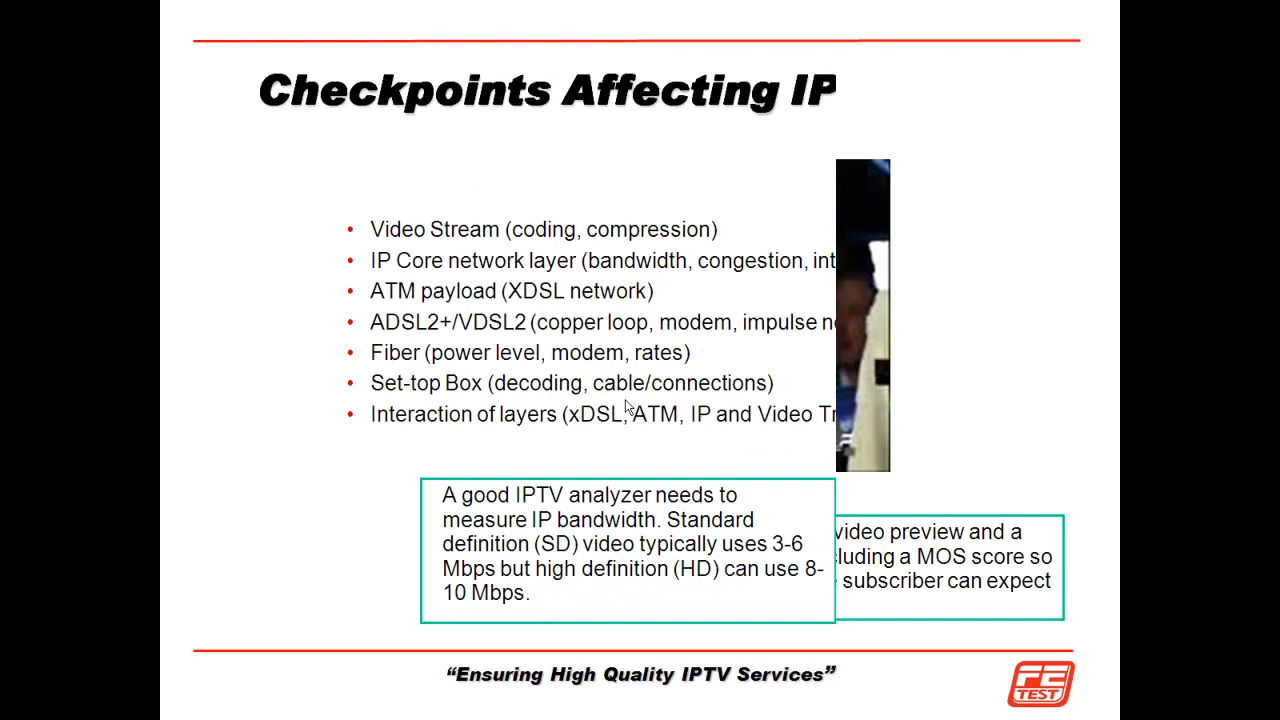 Checkpoints Affecting IP
• Video Stream (coding, compression)
• IP Core network layer (bandwidth, congestion,
• ATM payload (XDSL network)
• ADSL2+/VDSL2 (copper loop, modem, impulse
• Fiber (power level, modem, rates)
• Set-top Box (decoding, cable/connections)
• Interaction of layers (xDSL, ATM, IP and Video
A good IPTV analyzer needs to
measure IP bandwidth. Standard
definition (SD) video typically uses 3-6
Mbps but high definition (HD) can use 8-
10 Mbps.
video preview and a
cluding a MOS score so
subscriber can expect
“Ensuring High Quality IPTV Services”
FE
TEST